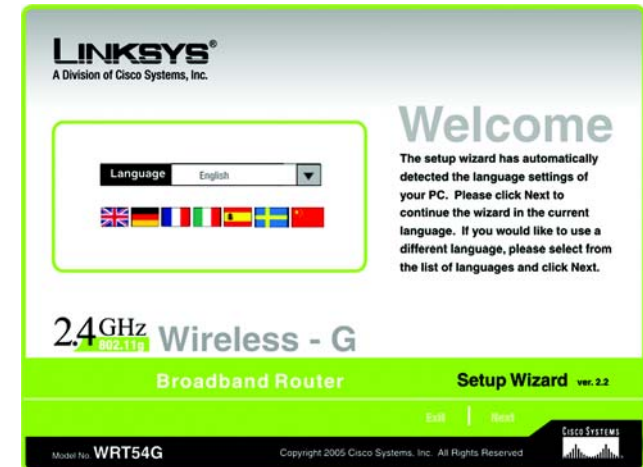 LINKSYS®
A Division of Cisco Systems, Inc.
Welcome
Language English
The setup wizard has automatically
detected the language settings of
your PC. Please click Next to
continue the wizard in the current
language. If you would like to use a
different language, please select from
the list of languages and click Next.
2.4 GHz
802.11g
Wireless - G
Broadband Router
Setup Wizard ver. 2.2
Exit Next
CISCO SYSTEMS
Model No. WRT54G
Copyright 2005 Cisco Systems, Inc. All Rights Reserved